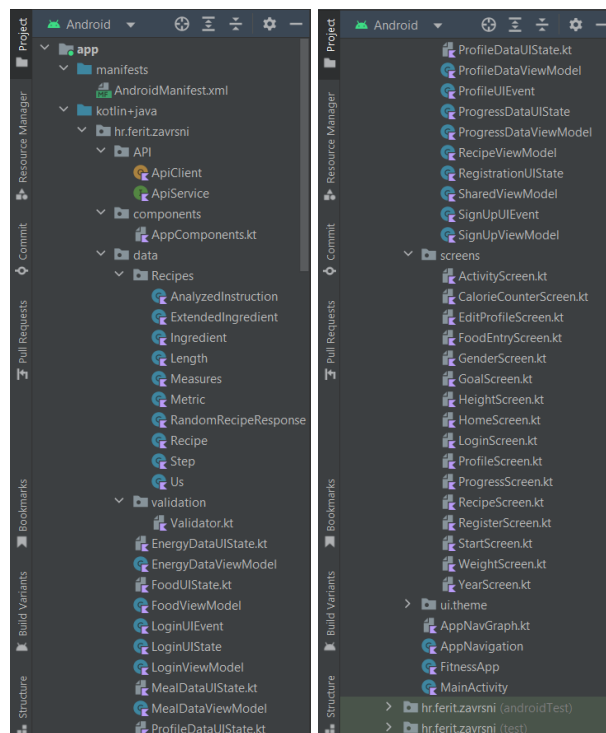 Project
Resource Manager
Commit
Pull Requests
Bookmarks
Build Variants
Structure
Android
app
manifests
AndroidManifest.xml
kotlin+java
hr.ferit.zavrsni
API
ApiClient
ApiService
components
AppComponents.kt
data
Recipes
AnalyzedInstruction
ExtendedIngredient
Ingredient
Length
Measures
Metric
RandomRecipeResponse
Recipe
Step
Us
validation
Validator.kt
EnergyDataUIState.kt
EnergyDataViewModel
FoodUIState.kt
FoodViewModel
LoginUIEvent
LoginUIState
LoginViewModel
MealDataUIState.kt
MealDataViewModel
ProfileDataUIState.kt
Project
Resource Manager
Commit
Pull Requests
Bookmarks
Build Variants
Structure
Android
ProfileDataUIState.kt
ProfileDataViewModel
ProfileUIEvent
ProgressDataUIState
ProgressDataViewModel
RecipeViewModel
RegistrationUIState
SharedViewModel
SignUpUIEvent
SignUpViewModel
screens
ActivityScreen.kt
CalorieCounterScreen.kt
EditProfileScreen.kt
FoodEntryScreen.kt
GenderScreen.kt
GoalScreen.kt
HeightScreen.kt
HomeScreen.kt
LoginScreen.kt
ProfileScreen.kt
ProgressScreen.kt
RecipeScreen.kt
RegisterScreen.kt
StartScreen.kt
WeightScreen.kt
YearScreen.kt
ui.theme
AppNavGraph.kt
AppNavigation
FitnessApp
MainActivity
hr.ferit.zavrsni (androidTest)
hr.ferit.zavrsni (test)